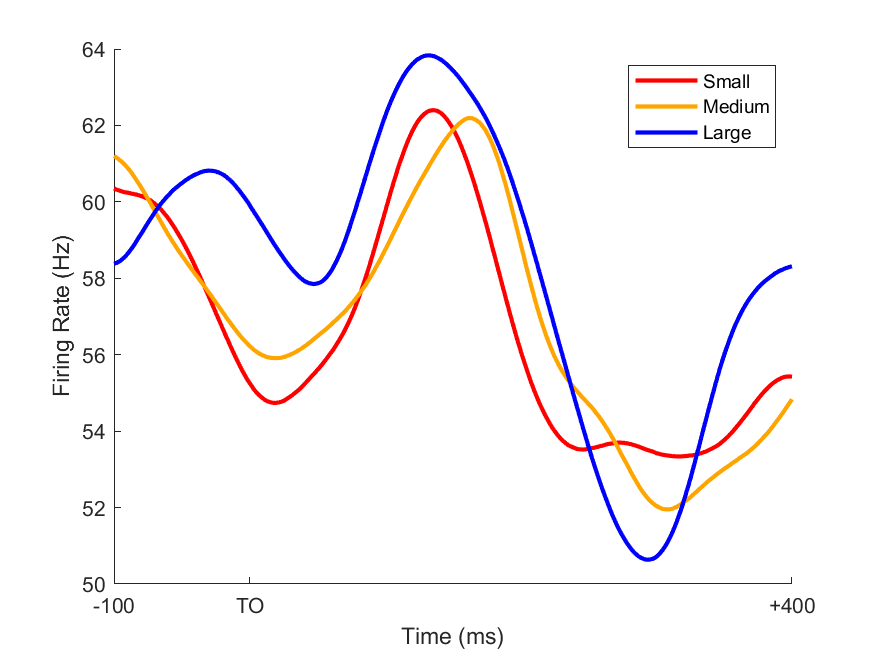 64
62
60
58
56
54
52
50
Firing Rate (Hz)
-100
TO
+400
Time (ms)
Small
Medium
Large